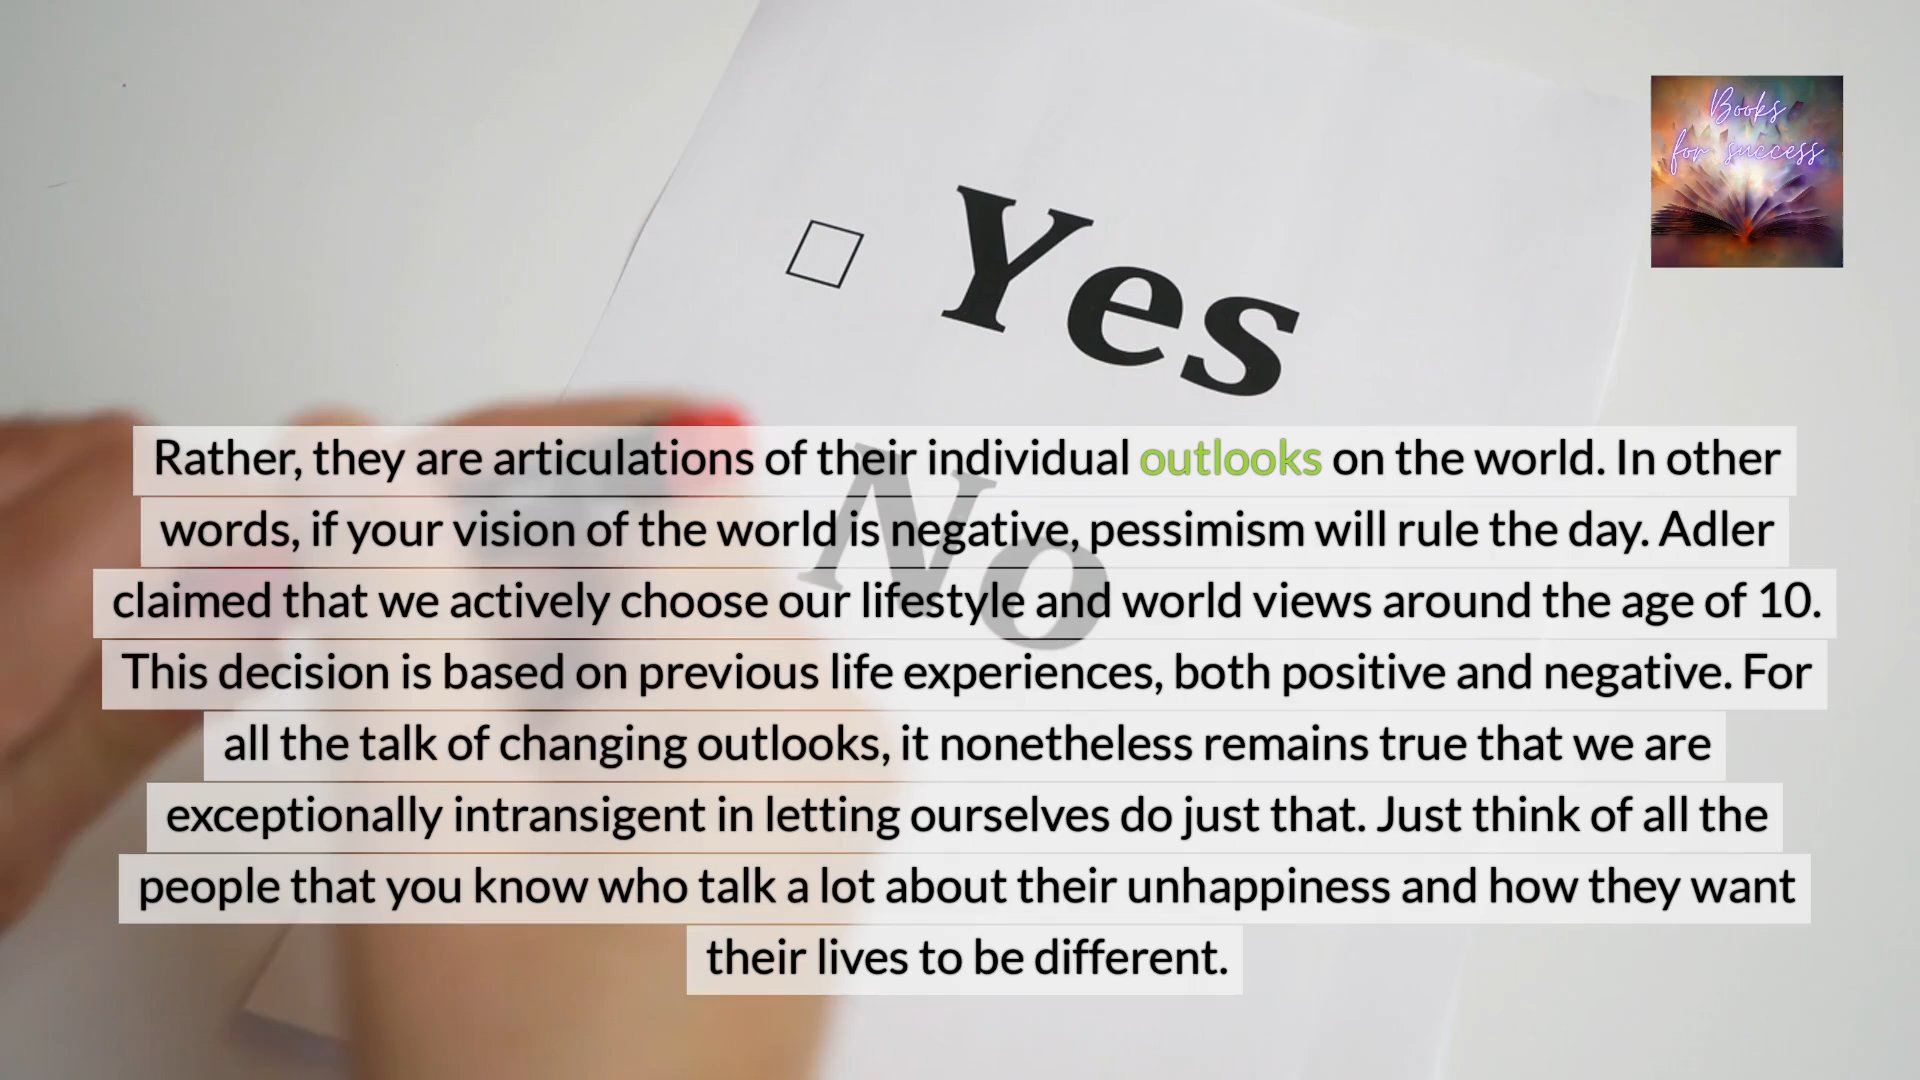 Books
for success
Yes
No
Rather, they are articulations of their individual outlooks on the world. In other
words, if your vision of the world is negative, pessimism will rule the day. Adler
claimed that we actively choose our lifestyle and world views around the age of 10.
This decision is based on previous life experiences, both positive and negative. For
all the talk of changing outlooks, it nonetheless remains true that we are
exceptionally intransigent in letting ourselves do just that. Just think of all the
people that you know who talk a lot about their unhappiness and how they want
their lives to be different.